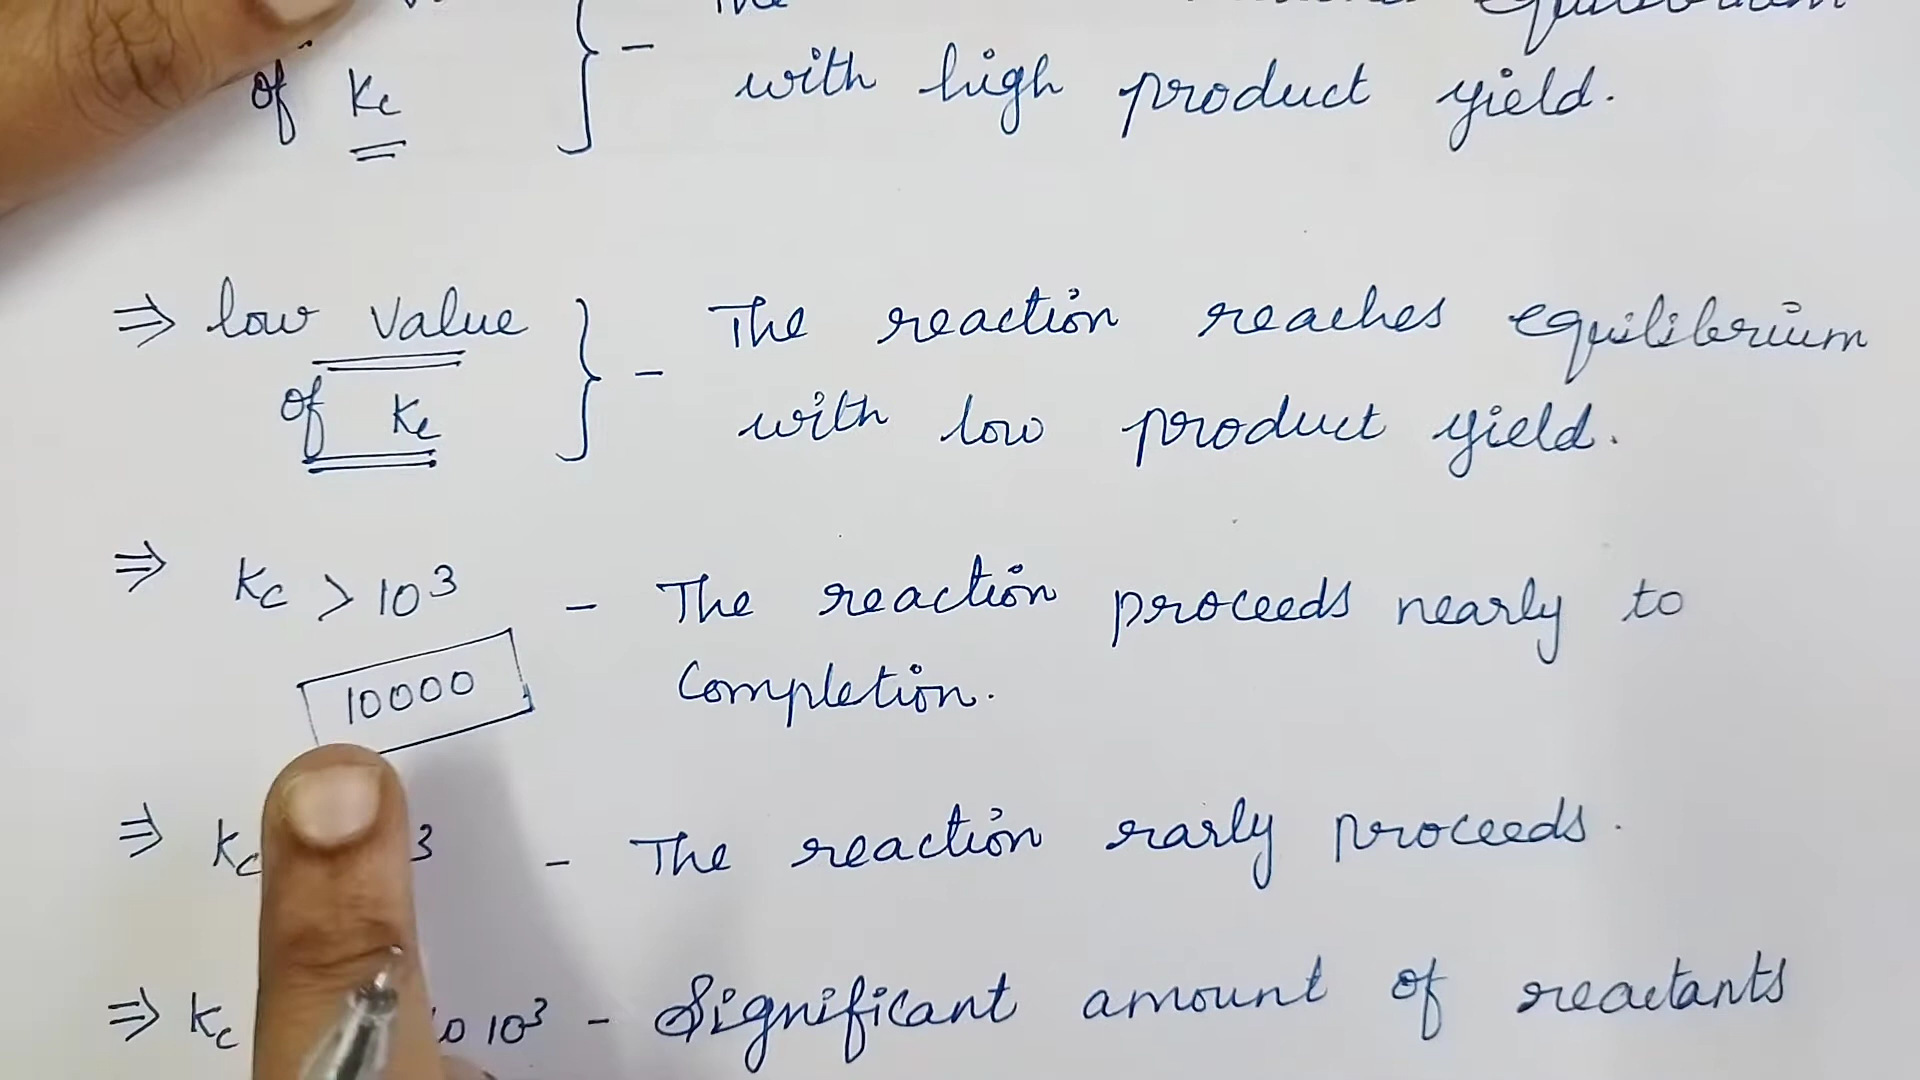 The equilibrium
of Kc } - with high product yield.
⇒ low value } - The reaction reaches equilibrium
of Kc with low product yield.
⇒ Kc > 10³ - The reaction proceeds nearly to
10000 Completion.
⇒ Kc 3 - The reaction rarly proceeds.
⇒ Kc 10³ - Significant amount of reactants